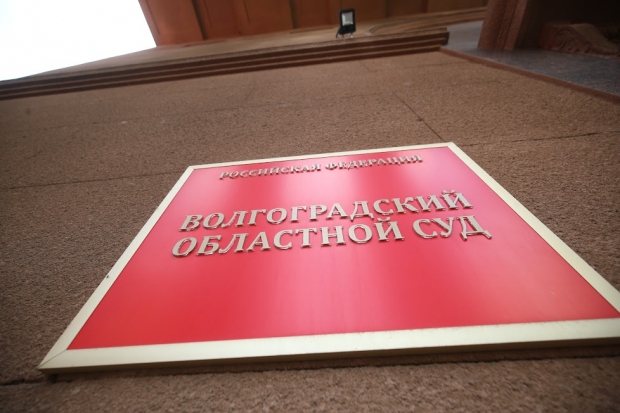 РОССИЙСКАЯ ФЕДЕРАЦИЯ
ВОЛГОГРАДСКИЙ
ОБЛАСТНОЙ СУД